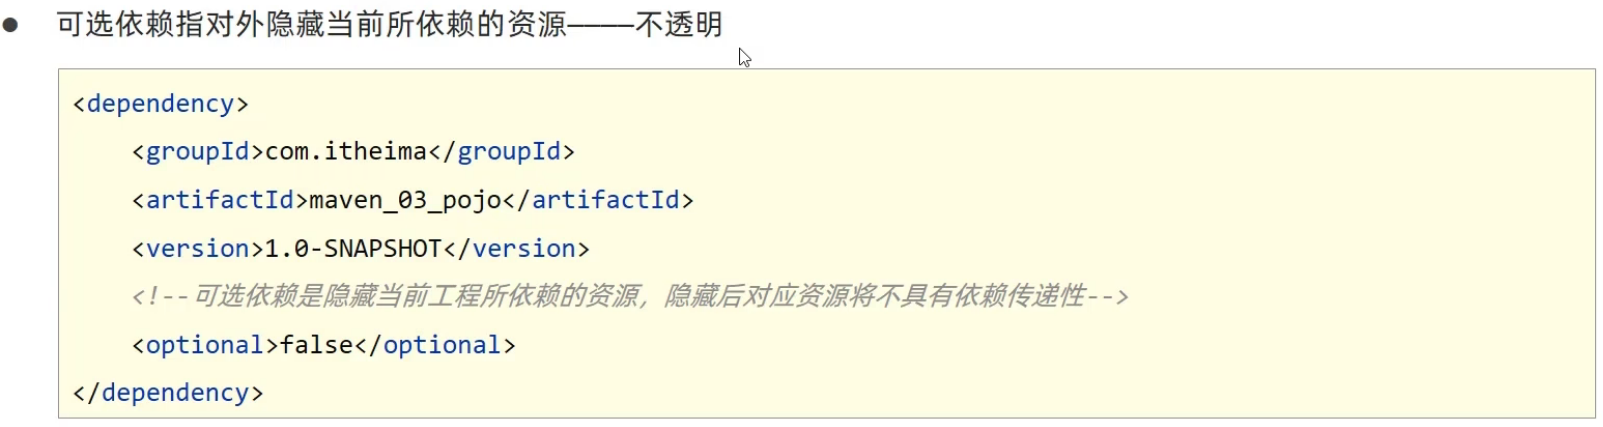 ● 可选依赖指对外隐藏当前所依赖的资源————不透明
<dependency>
    <groupId>com.itheima</groupId>
    <artifactId>maven_03_pojo</artifactId>
    <version>1.0-SNAPSHOT</version>
    <!--可选依赖是隐藏当前工程所依赖的资源，隐藏后对应资源将不具有依赖传递性-->
    <optional>false</optional>
</dependency>